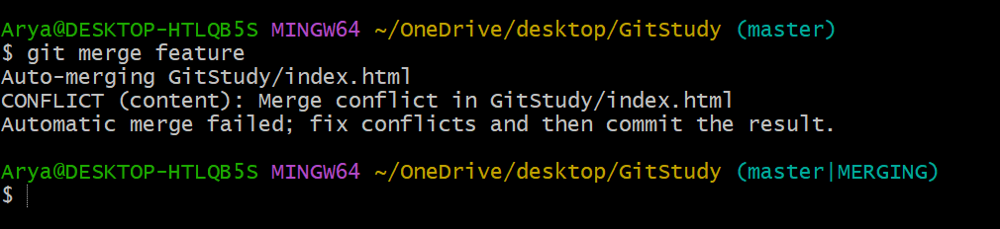 Arya@DESKTOP-HTLQB5S MINGW64 ~/OneDrive/desktop/GitStudy (master)
$ git merge feature
Auto-merging GitStudy/index.html
CONFLICT (content): Merge conflict in GitStudy/index.html
Automatic merge failed; fix conflicts and then commit the result.
Arya@DESKTOP-HTLQB5S MINGW64 ~/OneDrive/desktop/GitStudy (master|MERGING)
$